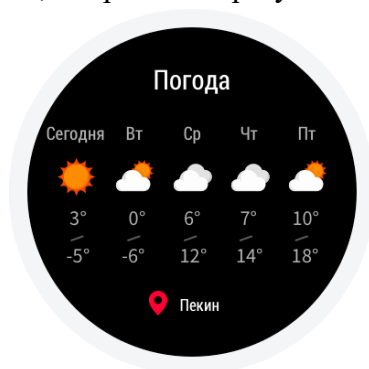 Погода
Сегодня Вт Ср Чт Пт
3° 0° 6° 7° 10°
-5° -6° 12° 14° 18°
Пекин